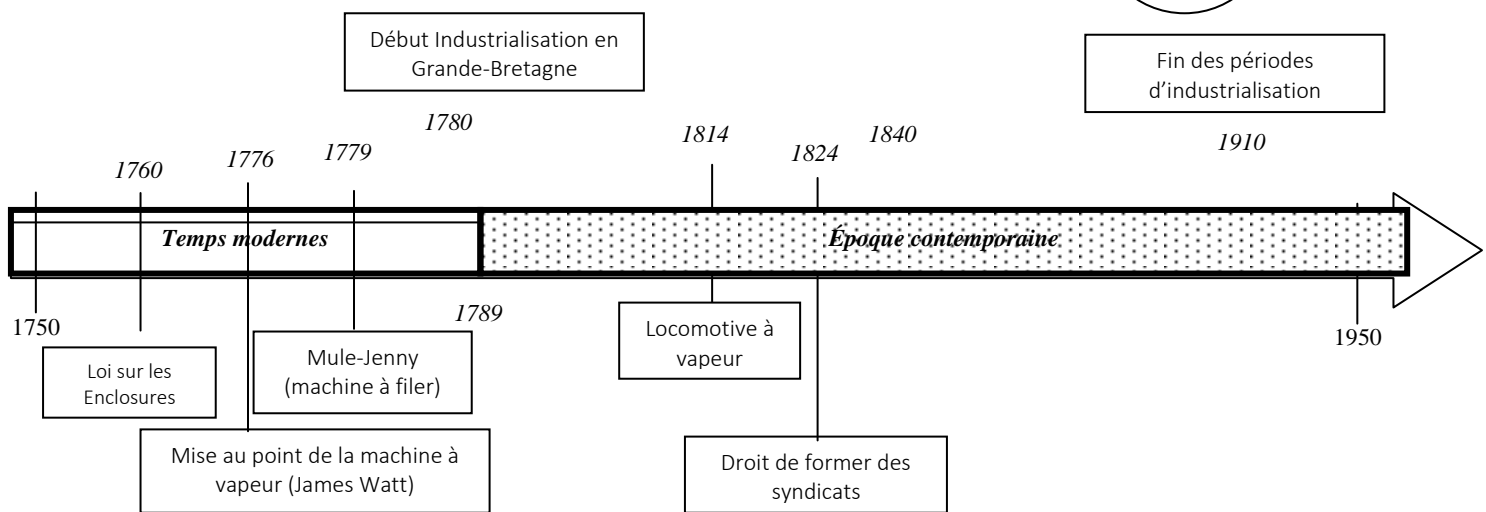 Début Industrialisation en
Grande-Bretagne
Fin des périodes
d’industrialisation
1780
1814
1840
1910
1760
1776
1779
1824
Temps modernes
Époque contemporaine
1750
1789
1950
Loi sur les
Enclosures
Mule-Jenny
(machine à filer)
Locomotive à
vapeur
Mise au point de la machine à
vapeur (James Watt)
Droit de former des
syndicats